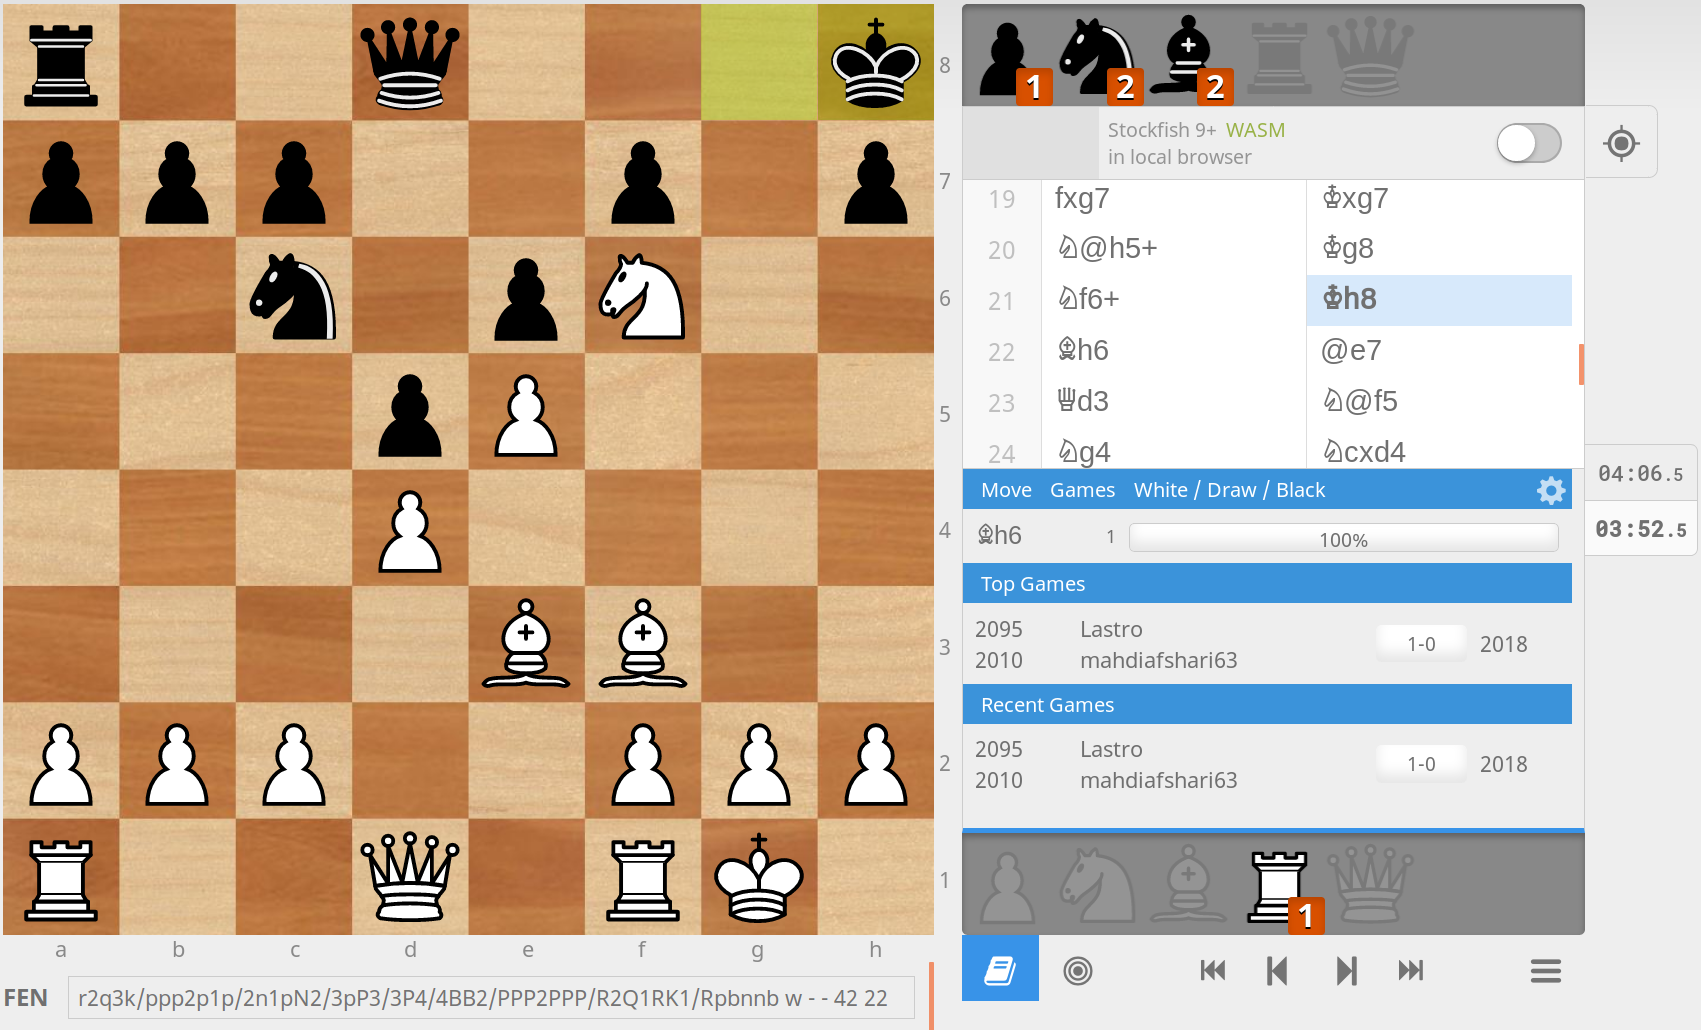 8
7
6
5
4
3
2
1
a b c d e f g h
FEN r2q3k/ppp2p1p/2n1pN2/3pP3/3P4/4BB2/PPP2PPP/R2Q1RK1/Rpbnnb w - - 42 22
1 2 2
Stockfish 9+ WASM
in local browser
19 fxg7 ♔xg7
20 ♘@h5+ ♔g8
21 ♘f6+ ♔h8
22 ♗h6 @e7
23 ♕d3 ♘@f5
24 ♘g4 ♘cxd4
Move Games White / Draw / Black
♗h6 1 100%
Top Games
2095 Lastro 1-0 2018
2010 mahdiafshari63
Recent Games
2095 Lastro 1-0 2018
2010 mahdiafshari63
1
04:06.5
03:52.5